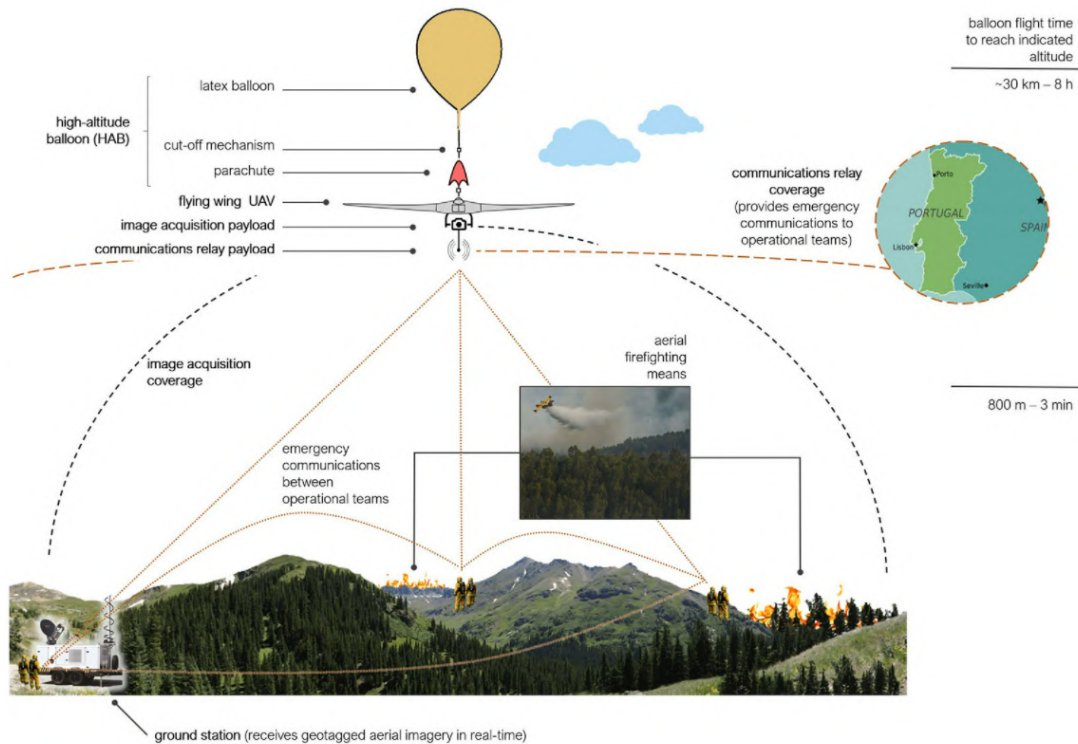 balloon flight time
to reach indicated
altitude
~30 km – 8 h
latex balloon
high-altitude
balloon (HAB)
cut-off mechanism
parachute
flying wing UAV
image acquisition payload
communications relay payload
communications relay
coverage
(provides emergency
communications to
operational teams)
Porto
PORTUGAL
SPAI
Lisbon
Seville
image acquisition
coverage
aerial
firefighting
means
800 m – 3 min
emergency
communications
between
operational teams
ground station (receives geotagged aerial imagery in real-time)